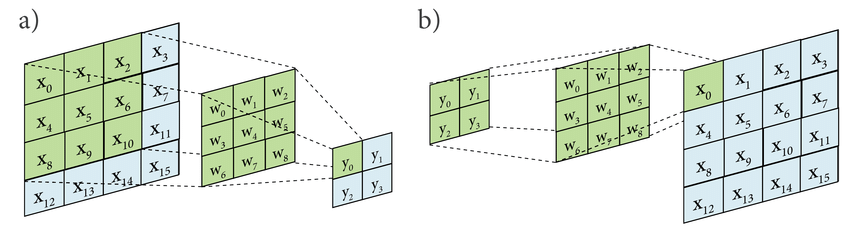 a)
x0 x1 x2 x3
x4 x5 x6 x7
x8 x9 x10 x11
x12 x13 x14 x15
w0 w1 w2
w3 w4 w5
w6 w7 w8
y0 y1
y2 y3
b)
y0 y1
y2 y3
w0 w1 w2
w3 w4 w5
w6 w7 w8
x0 x1 x2 x3
x4 x5 x6 x7
x8 x9 x10 x11
x12 x13 x14 x15